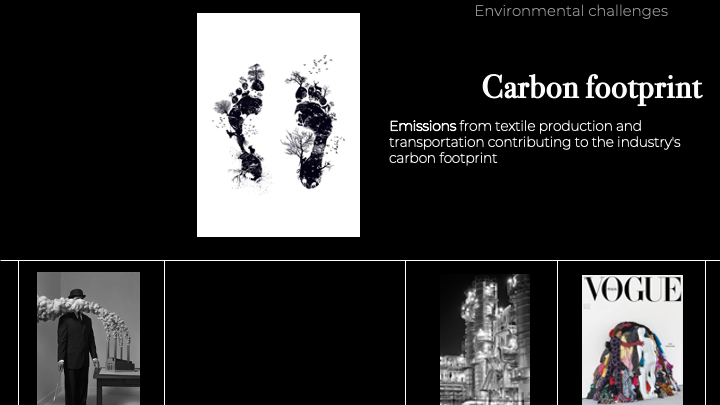 Environmental challenges
Carbon footprint
Emissions from textile production and
transportation contributing to the industry's
carbon footprint
VOGUE